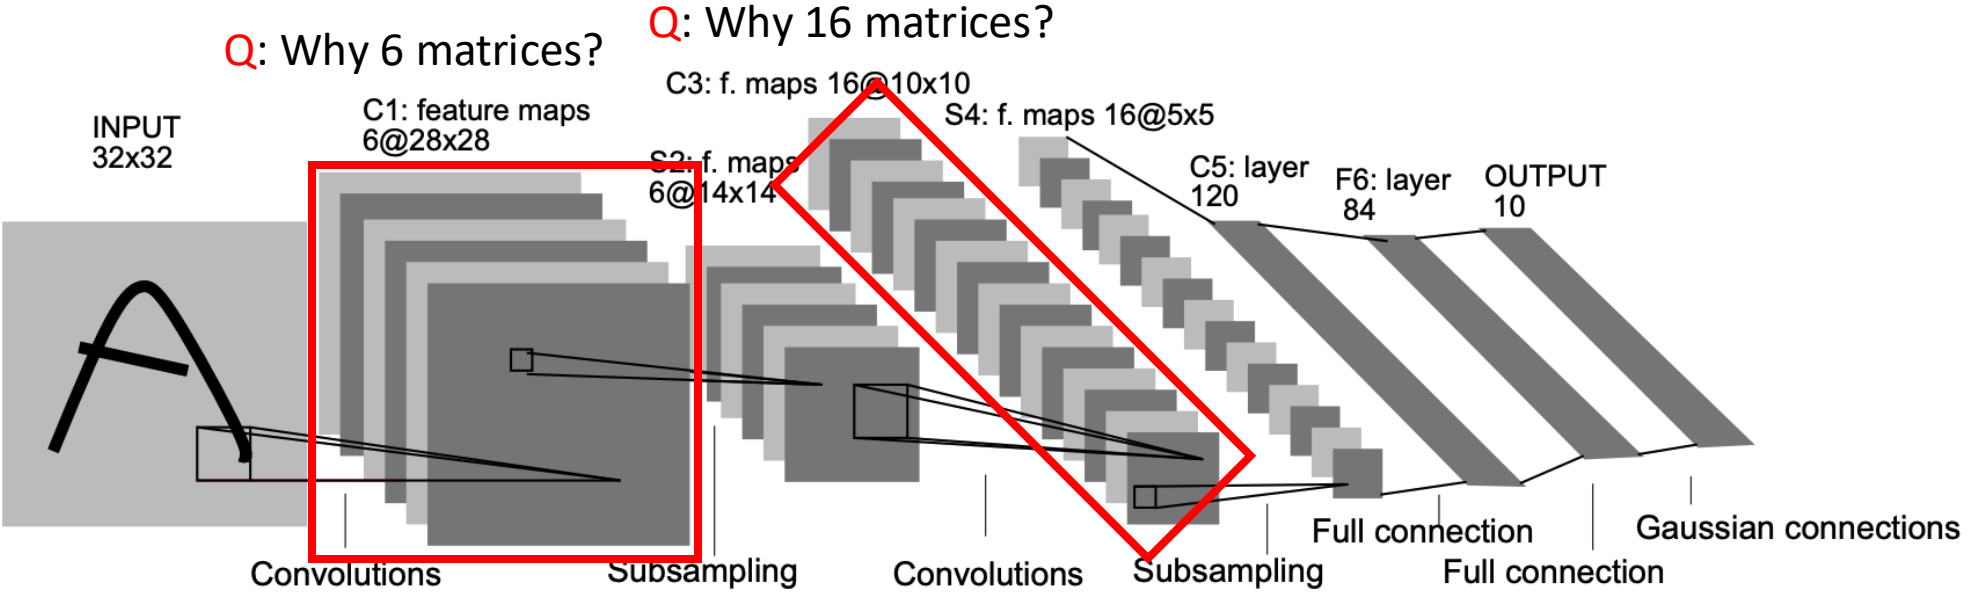 Q: Why 6 matrices?
Q: Why 16 matrices?
INPUT
32x32
C1: feature maps
6@28x28
S2: f. maps
6@14x14
C3: f. maps 16@10x10
S4: f. maps 16@5x5
C5: layer
120
F6: layer
84
OUTPUT
10
Convolutions
Subsampling
Convolutions
Subsampling
Full connection
Full connection
Gaussian connections